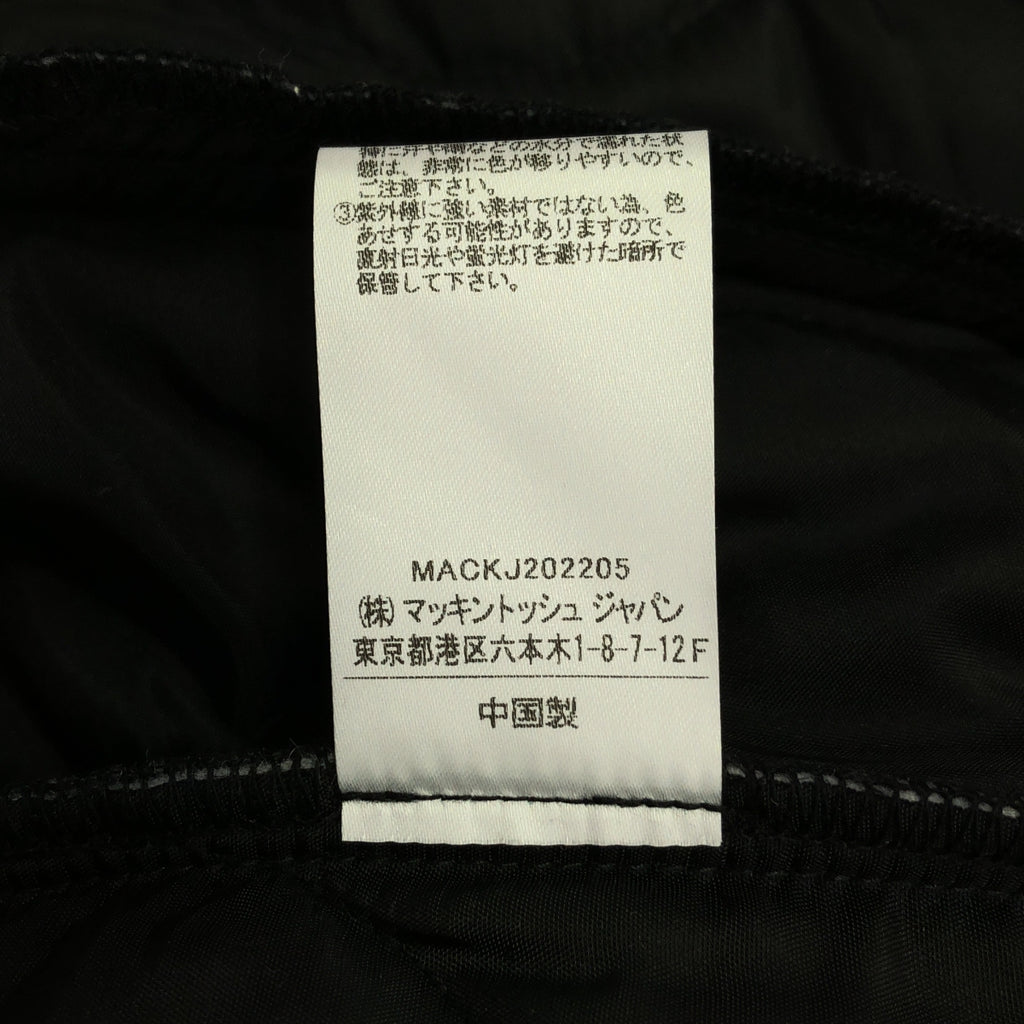 特に汗や雨などの水分で濡れた状
態は、非常に色が移りやすいので、
ご注意下さい。
③紫外線に強い素材ではない為、色
あせする可能性がありますので、
直射日光や蛍光灯を避けた暗所で
保管して下さい。
MACKJ202205
(株)マッキントッシュ ジャパン
東京都港区六本木1-8-7-12F
中国製